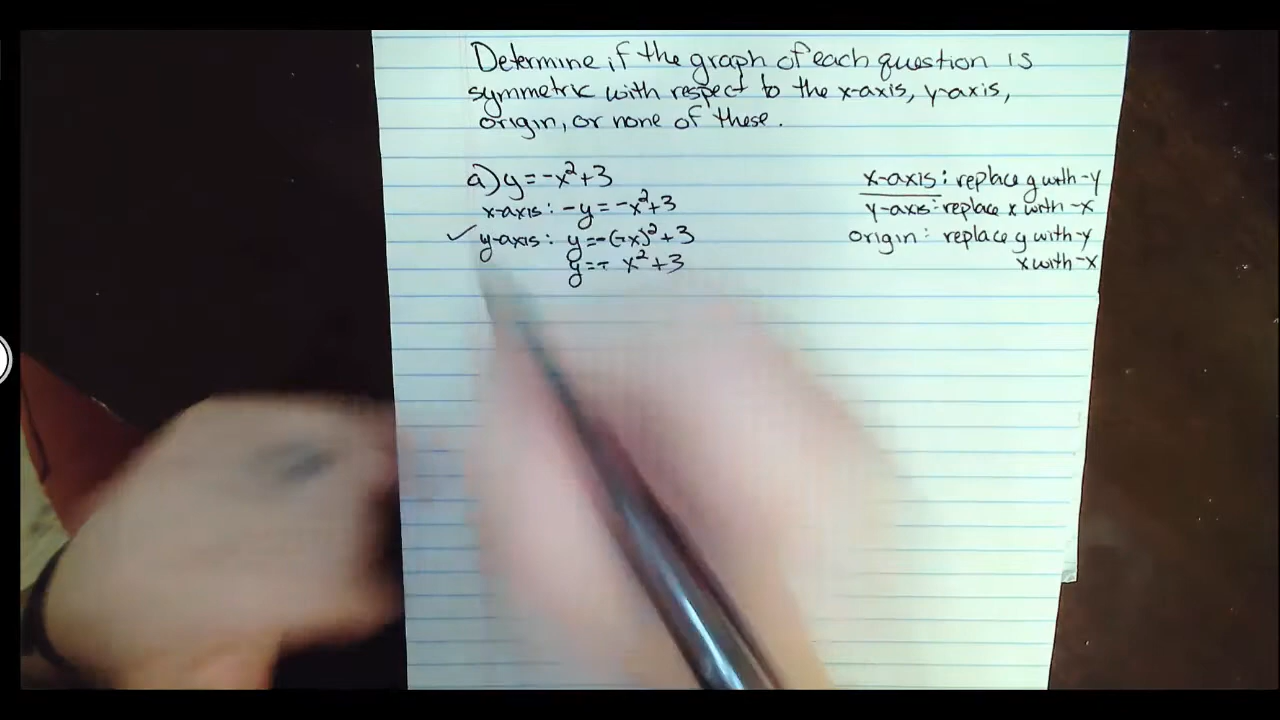 Determine if the graph of each question is
symmetric with respect to the x-axis, y-axis,
origin, or none of these.
a) y = -x²+3
x-axis: -y = -x²+3
✓ y-axis: y = -(-x)²+3
y = - x²+3
x-axis: replace y with -y
y-axis: replace x with -x
origin: replace y with -y
x with -x